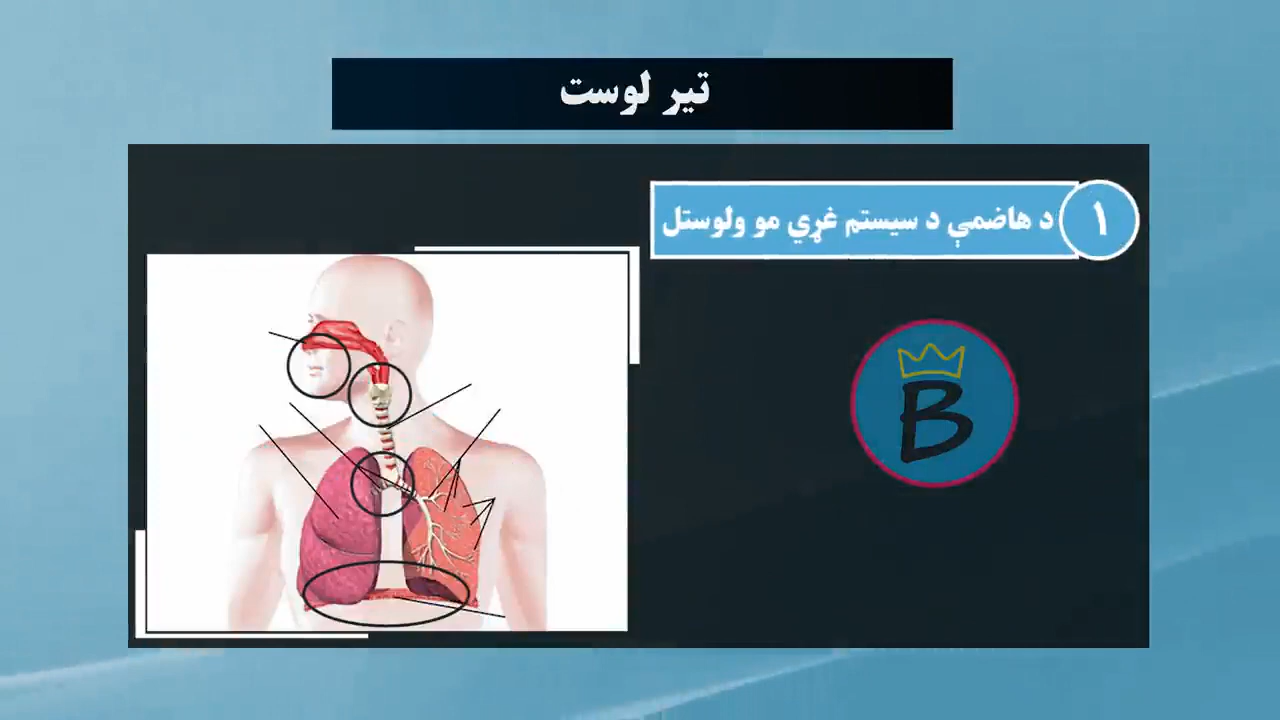 تیر لوست
۱
د هاضمې د سیستم غړي مو ولوستل
B